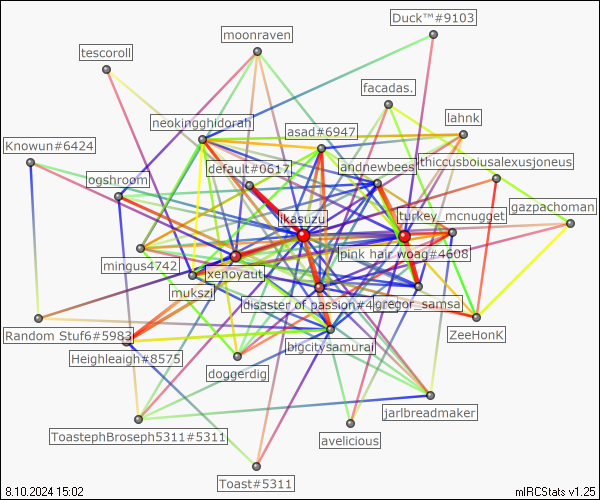 Duck™#9103
moonraven
tescoroll
facadas.
lahnk
neokingghidorah
asad#6947
Knowun#6424
default#0617
andnewbees
ithiccusboiusalexusjoneus
ogshroom
ikasuzu
turkey_mcnugget
gazpachoman
pink hair woag#4608
mingus4742
xenoyaut
mukszi
disaster of passion#4
gregor_samsa
Random Stuf6#5983
ZeeHonK
bigcitysamurai
Heighleaigh#8575
doggerdig
jarlbreadmaker
ToastephBroseph5311#5311
avelicious
Toast#5311
8.10.2024 15:02
mIRCStats v1.25